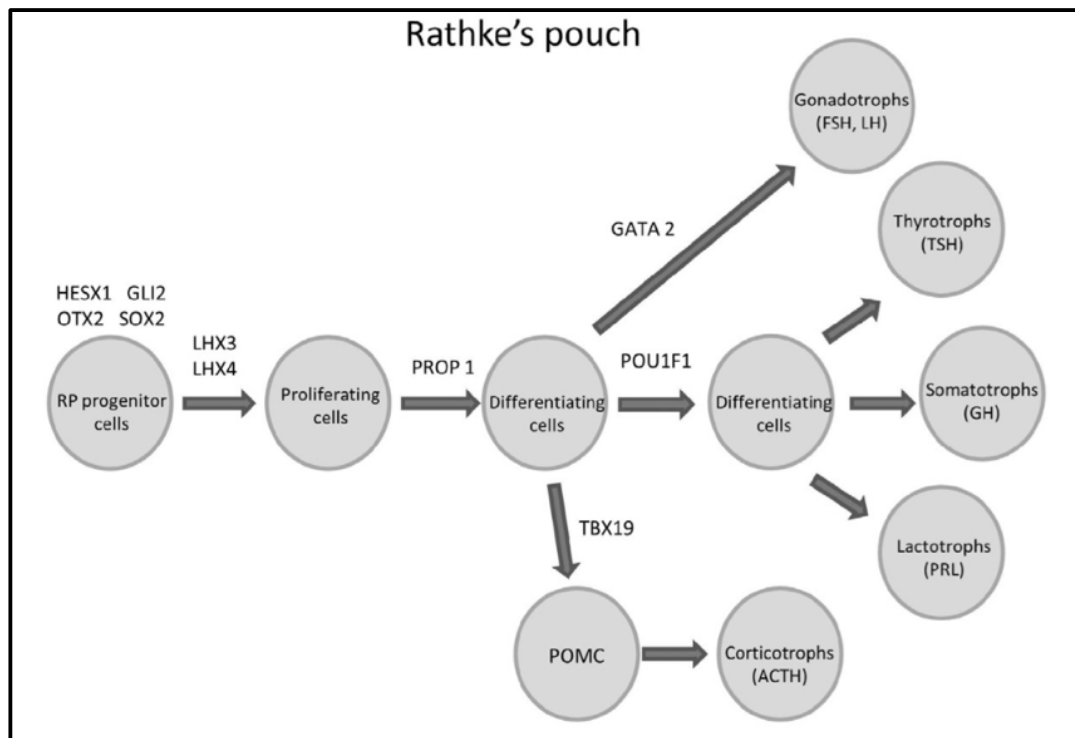 Rathke's pouch
Gonadotrophs
(FSH, LH)
Thyrotrophs
(TSH)
GATA 2
HESX1 GLI2
OTX2 SOX2
LHX3
LHX4
PROP 1
POU1F1
RP progenitor
cells
Proliferating
cells
Differentiating
cells
Differentiating
cells
Somatotrophs
(GH)
TBX19
Lactotrophs
(PRL)
POMC
Corticotrophs
(ACTH)